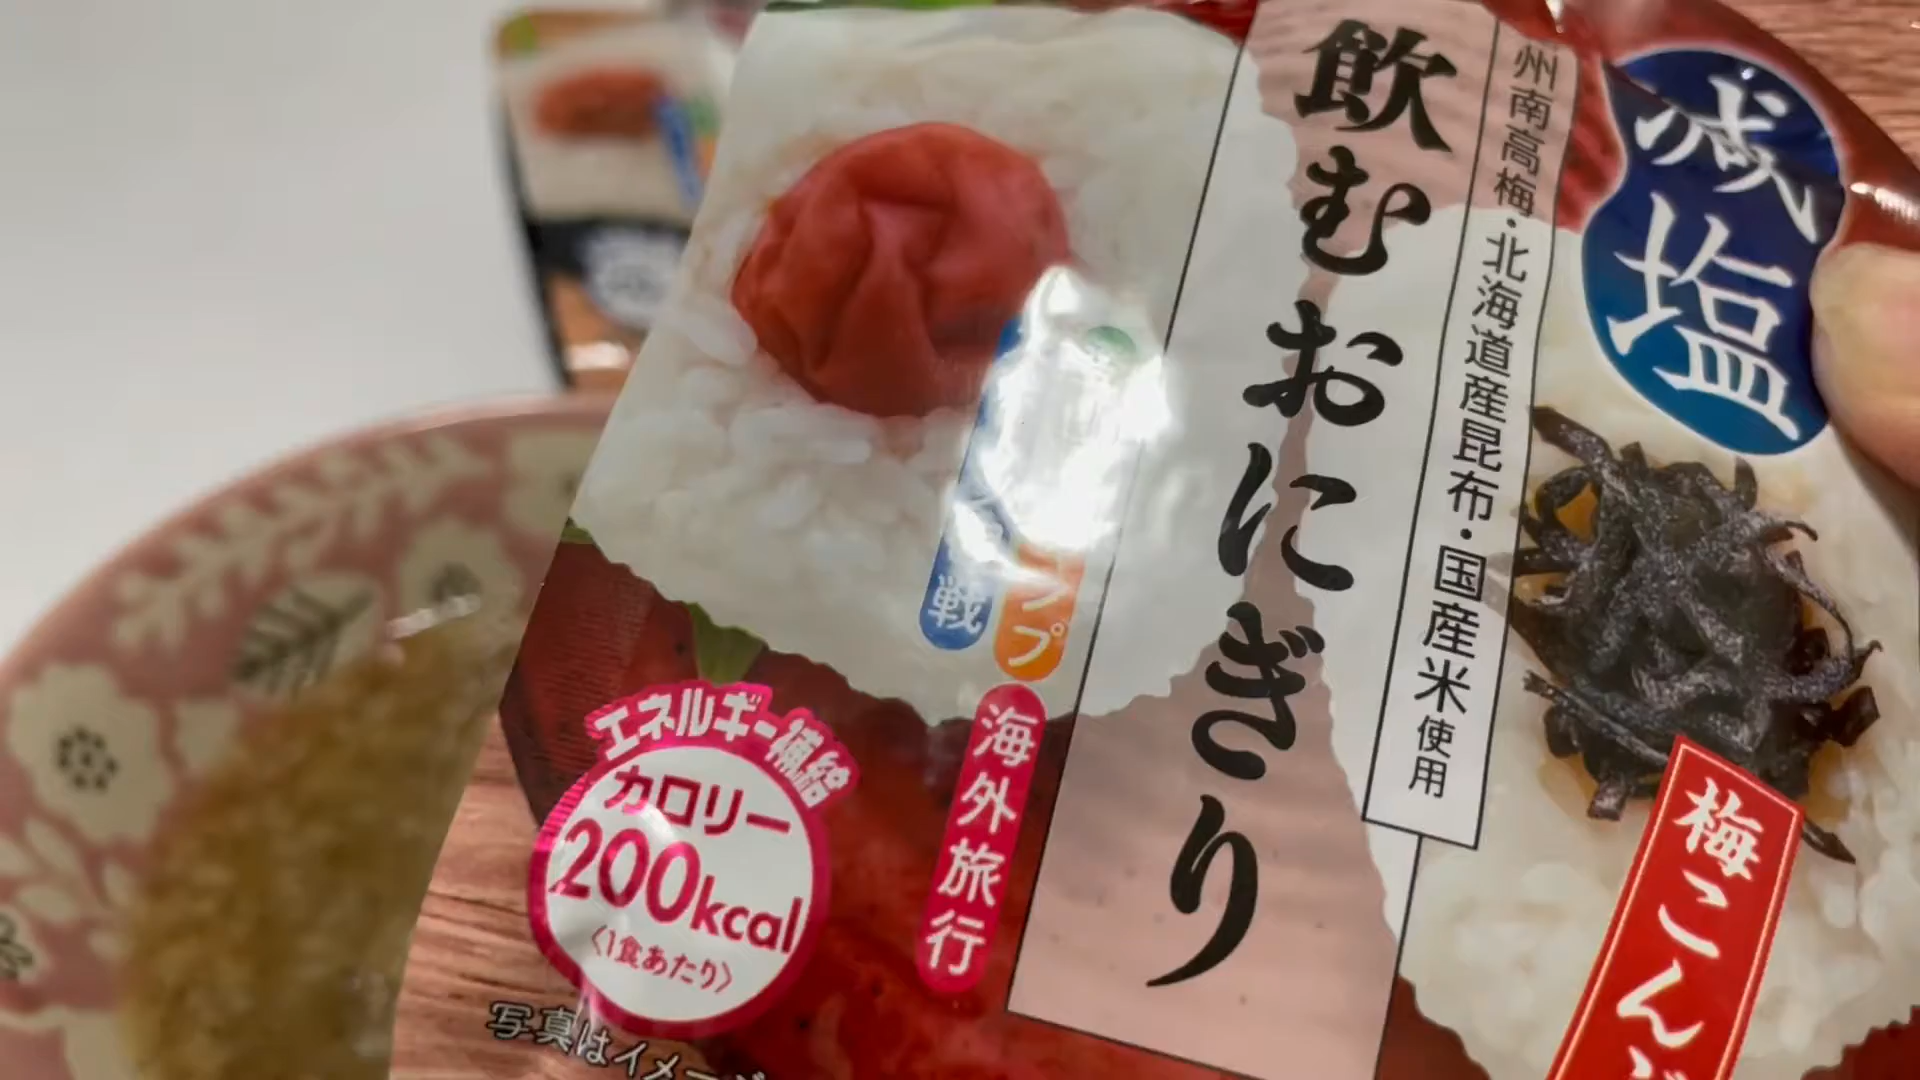 減塩
州南高梅・北海道産昆布・国産米使用
飲むおにぎり
梅こん
プ
戦
海外旅行
エネルギー補給
カロリー
200kcal
〈1食あたり〉
写真はイメージ